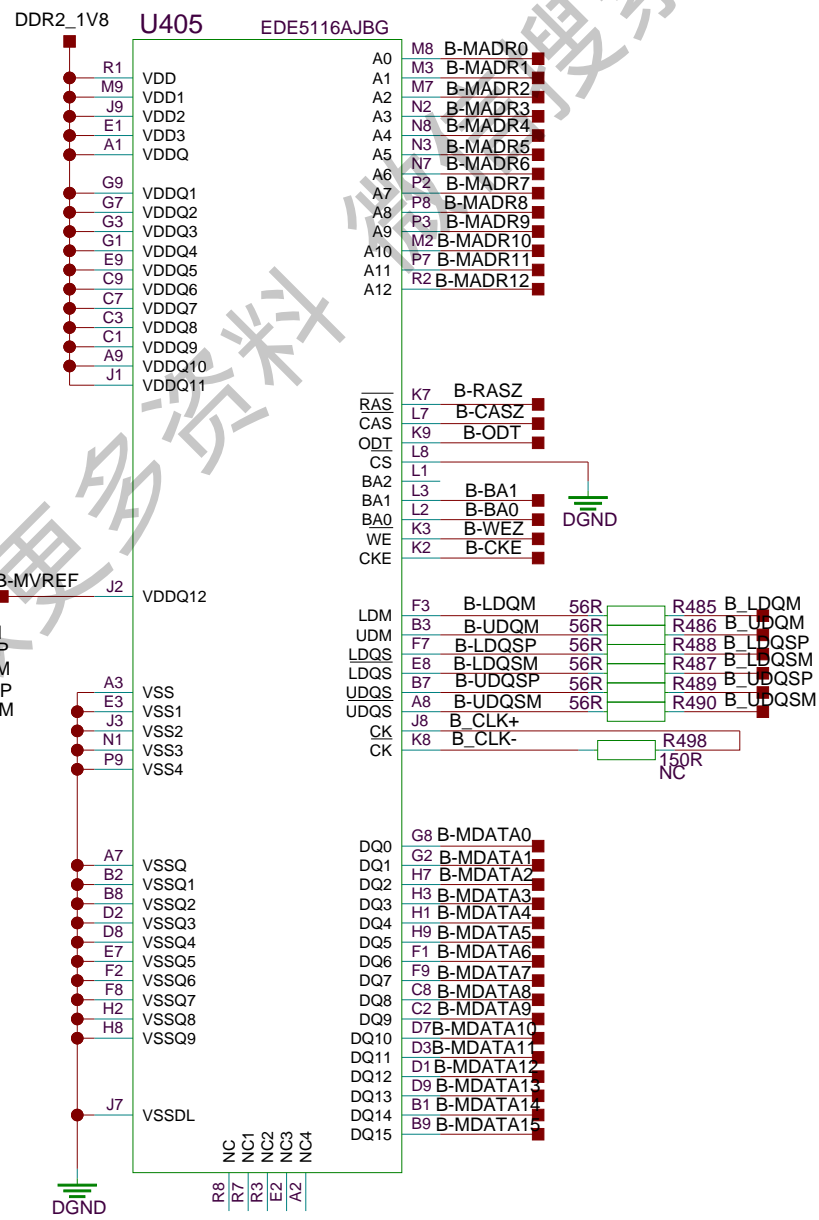 DDR2_1V8
U405
EDE5116AJBG
R1 VDD
M9 VDD1
J9 VDD2
E1 VDD3
A1 VDDQ
G9 VDDQ1
G7 VDDQ2
G3 VDDQ3
G1 VDDQ4
E9 VDDQ5
C9 VDDQ6
C7 VDDQ7
C3 VDDQ8
C1 VDDQ9
A9 VDDQ10
J1 VDDQ11
B-MVREF J2 VDDQ12
A3 VSS
E3 VSS1
J3 VSS2
N1 VSS3
P9 VSS4
A7 VSSQ
B2 VSSQ1
B8 VSSQ2
D2 VSSQ3
D8 VSSQ4
E7 VSSQ5
F2 VSSQ6
F8 VSSQ7
H2 VSSQ8
H8 VSSQ9
J7 VSSDL
DGND
NC NC1 NC2 NC3 NC4
R8 R7 R3 E2 A2
A0 M8 B-MADR0
A1 M3 B-MADR1
A2 M7 B-MADR2
A3 N2 B-MADR3
A4 N8 B-MADR4
A5 N3 B-MADR5
A6 N7 B-MADR6
A7 P2 B-MADR7
A8 P8 B-MADR8
A9 P3 B-MADR9
A10 M2 B-MADR10
A11 P7 B-MADR11
A12 R2 B-MADR12
RAS K7 B-RASZ
CAS L7 B-CASZ
ODT K9 B-ODT
CS L8
BA2 L1
BA1 L3 B-BA1
BA0 L2 B-BA0
WE K3 B-WEZ
CKE K2 B-CKE
DGND
LDM F3 B-LDQM 56R R485 B_LDQM
UDM B3 B-UDQM 56R R486 B_UDQM
LDQS F7 B-LDQSP 56R R488 B_LDQSP
LDQS E8 B-LDQSM 56R R487 B_LDQSM
UDQS B7 B-UDQSP 56R R489 B_UDQSP
UDQS A8 B-UDQSM 56R R490 B_UDQSM
CK J8 B_CLK+
CK K8 B_CLK- R498
150R
NC
DQ0 G8 B-MDATA0
DQ1 G2 B-MDATA1
DQ2 H7 B-MDATA2
DQ3 H3 B-MDATA3
DQ4 H1 B-MDATA4
DQ5 H9 B-MDATA5
DQ6 F1 B-MDATA6
DQ7 F9 B-MDATA7
DQ8 C8 B-MDATA8
DQ9 C2 B-MDATA9
DQ10 D7 B-MDATA10
DQ11 D3 B-MDATA11
DQ12 D1 B-MDATA12
DQ13 D9 B-MDATA13
DQ14 B1 B-MDATA14
DQ15 B9 B-MDATA15
更多资料 微信搜索